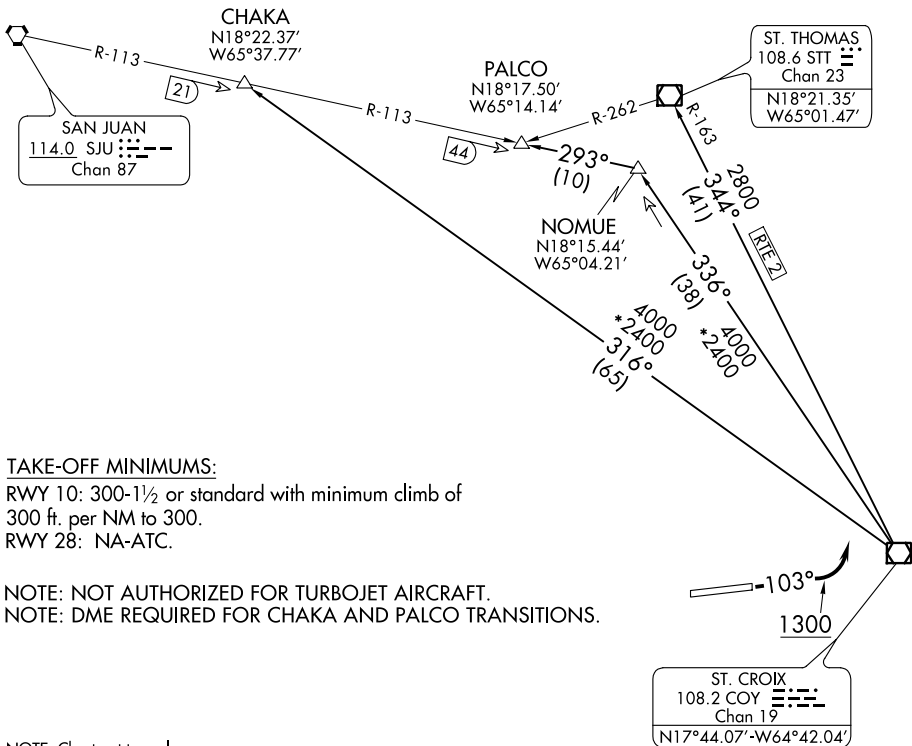 CHAKA
N18°22.37′
W65°37.77′
R-113
21
SAN JUAN
114.0 SJU
Chan 87
PALCO
N18°17.50′
W65°14.14′
R-113
44
R-262
ST. THOMAS
108.6 STT
Chan 23
N18°21.35′
W65°01.47′
R-163
293°
(10)
NOMUE
N18°15.44′
W65°04.21′
2800
344°
(41)
RTE 2
336°
(38)
4000
*2400
4000
*2400
316°
(65)
TAKE-OFF MINIMUMS:
RWY 10: 300-1½ or standard with minimum climb of
300 ft. per NM to 300.
RWY 28: NA-ATC.
NOTE: NOT AUTHORIZED FOR TURBOJET AIRCRAFT.
NOTE: DME REQUIRED FOR CHAKA AND PALCO TRANSITIONS.
103°
1300
ST. CROIX
108.2 COY
Chan 19
N17°44.07′-W64°42.04′